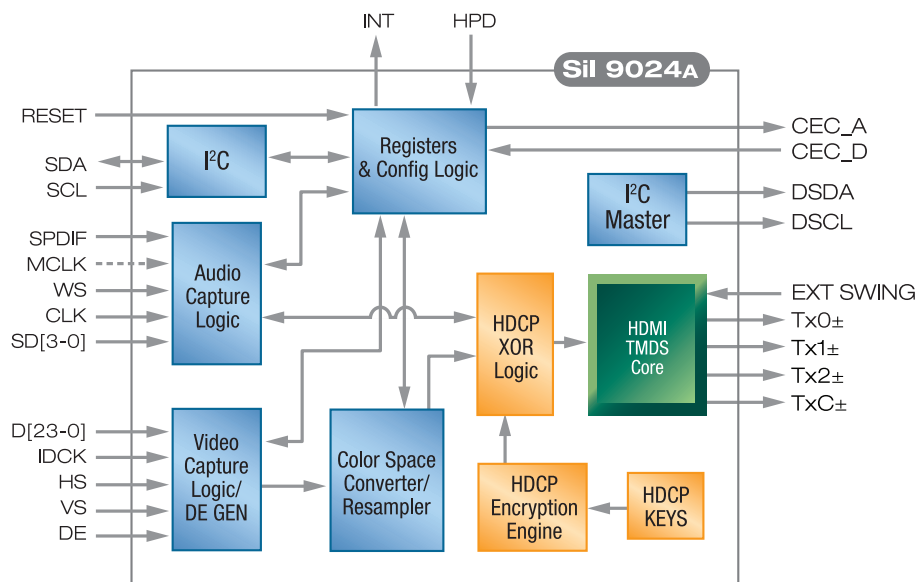 INT
HPD
SiI 9024A
RESET
SDA
SCL
I²C
Registers
& Config Logic
CEC_A
CEC_D
I²C
Master
DSDA
DSCL
SPDIF
MCLK
WS
CLK
SD[3-0]
Audio
Capture
Logic
HDCP
XOR
Logic
HDMI
TMDS
Core
EXT SWING
Tx0±
Tx1±
Tx2±
TxC±
D[23-0]
IDCK
HS
VS
DE
Video
Capture
Logic/
DE GEN
Color Space
Converter/
Resampler
HDCP
Encryption
Engine
HDCP
KEYS